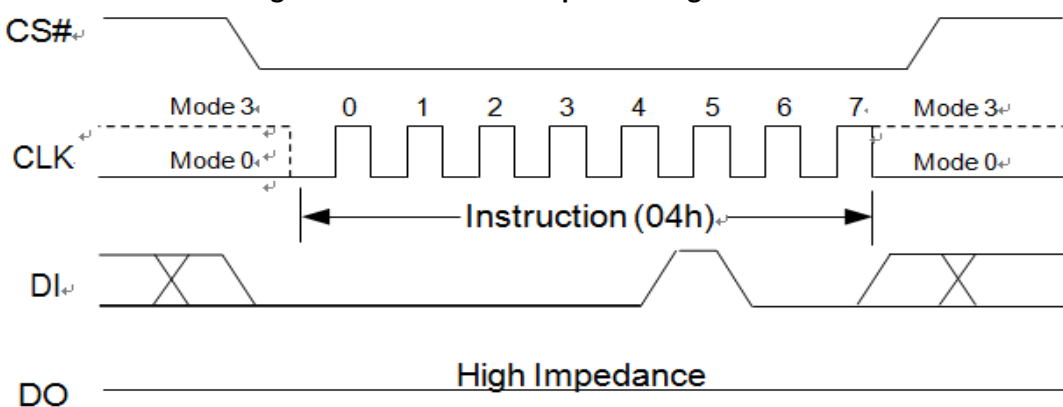 CS#
Mode 3 0 1 2 3 4 5 6 7 Mode 3
CLK
Mode 0 Mode 0
Instruction (04h)
DI
High Impedance
DO